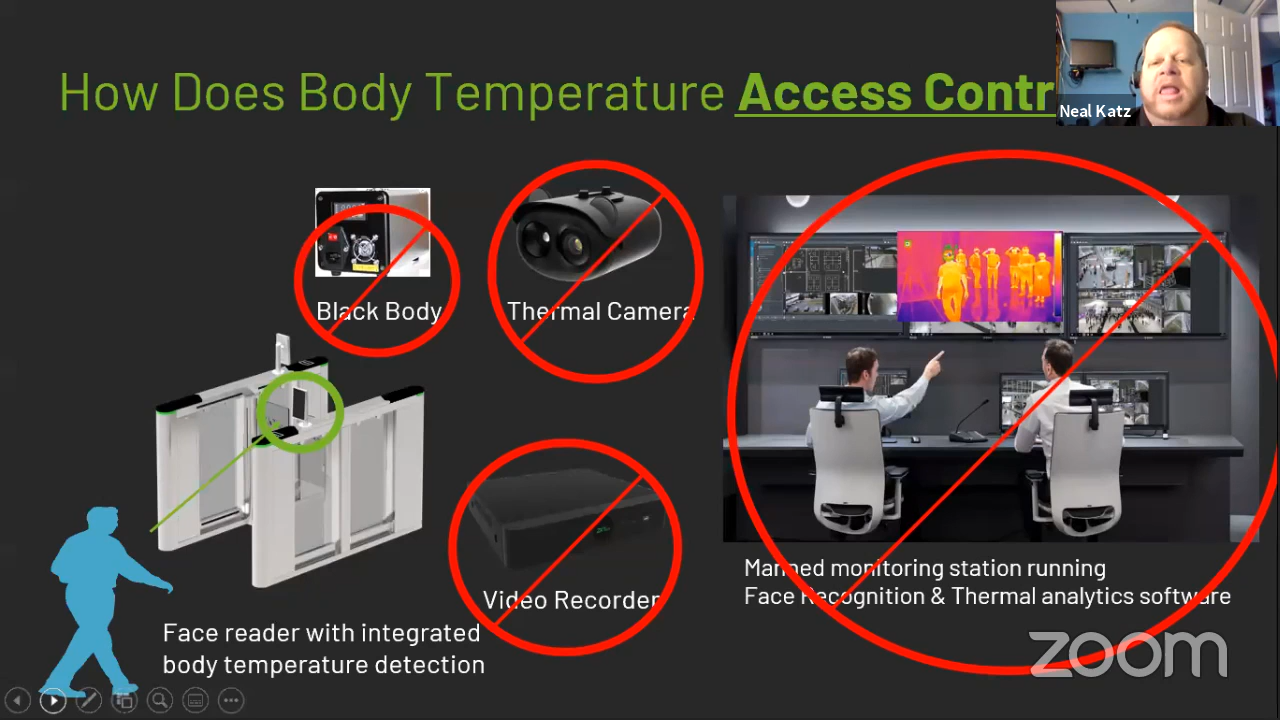 How Does Body Temperature Access Contr
Neal Katz
Black Body
Thermal Camera
Video Recorder
Manned monitoring station running
Face Recognition & Thermal analytics software
Face reader with integrated
body temperature detection
zoom